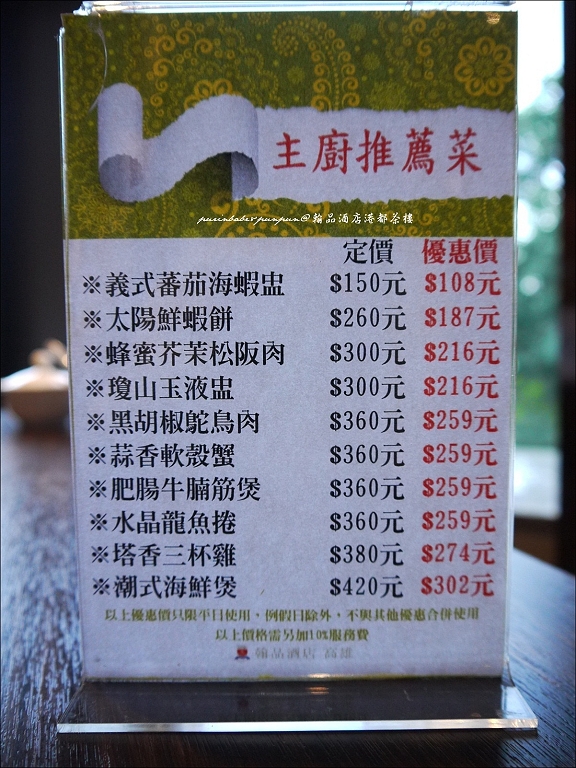 主廚推薦菜
purinbaber punpun@翰品酒店港都茶樓
定價 優惠價
※義式蕃茄海蝦盅 $150元 $108元
※太陽鮮蝦餅 $260元 $187元
※蜂蜜芥茉松阪肉 $300元 $216元
※瓊山玉液盅 $300元 $216元
※黑胡椒鴕鳥肉 $360元 $259元
※蒜香軟殼蟹 $360元 $259元
※肥腸牛腩筋煲 $360元 $259元
※水晶龍魚捲 $360元 $259元
※塔香三杯雞 $380元 $274元
※潮式海鮮煲 $420元 $302元
以上優惠價只限平日使用，例假日除外，不與其他優惠合併使用
以上價格需另加10%服務費
翰品酒店 高雄